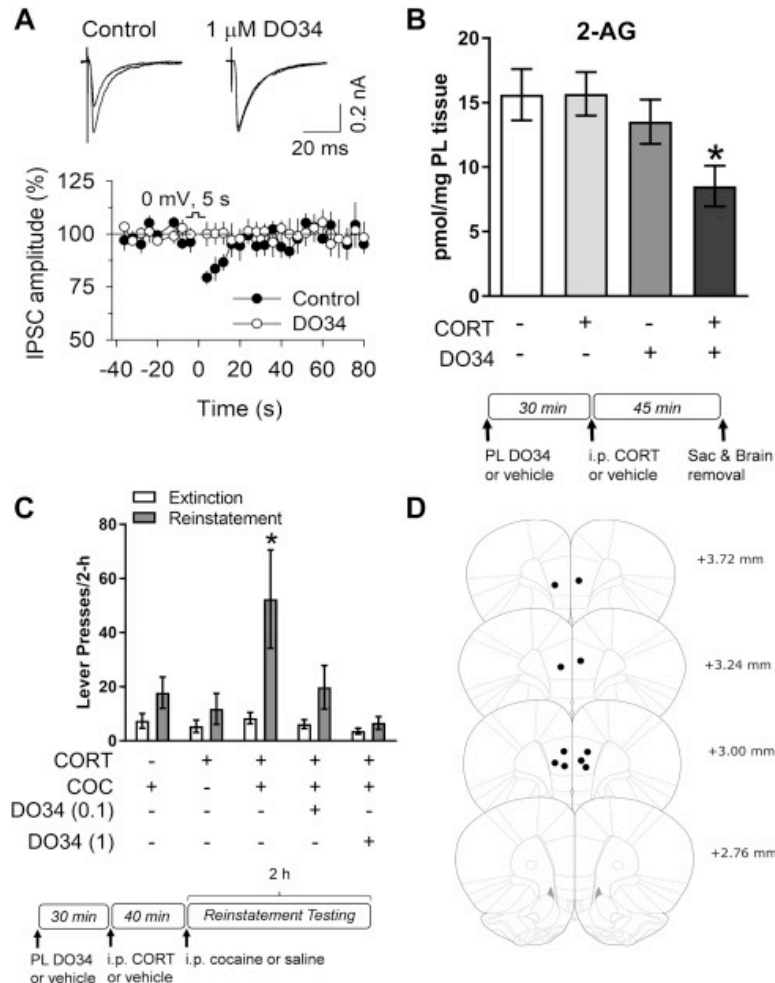 A
Control
1 μM DO34
0.2 nA
20 ms
IPSC amplitude (%)
125
100
75
50
0 mV, 5 s
Control
DO34
-40 -20 0 20 40 60 80
Time (s)
B
2-AG
pmol/mg PL tissue
20
15
10
5
0
*
CORT - + - +
DO34 - - + +
30 min 45 min
PL DO34
or vehicle
i.p. CORT
or vehicle
Sac & Brain
removal
C
Extinction
Reinstatement
Lever Presses/2-h
80
60
40
20
0
*
CORT - + + + +
COC + - + + +
DO34 (0.1) - - - + -
DO34 (1) - - - - +
2 h
30 min 40 min Reinstatement Testing
PL DO34
or vehicle
i.p. CORT
or vehicle
i.p. cocaine or saline
D
+3.72 mm
+3.24 mm
+3.00 mm
+2.76 mm